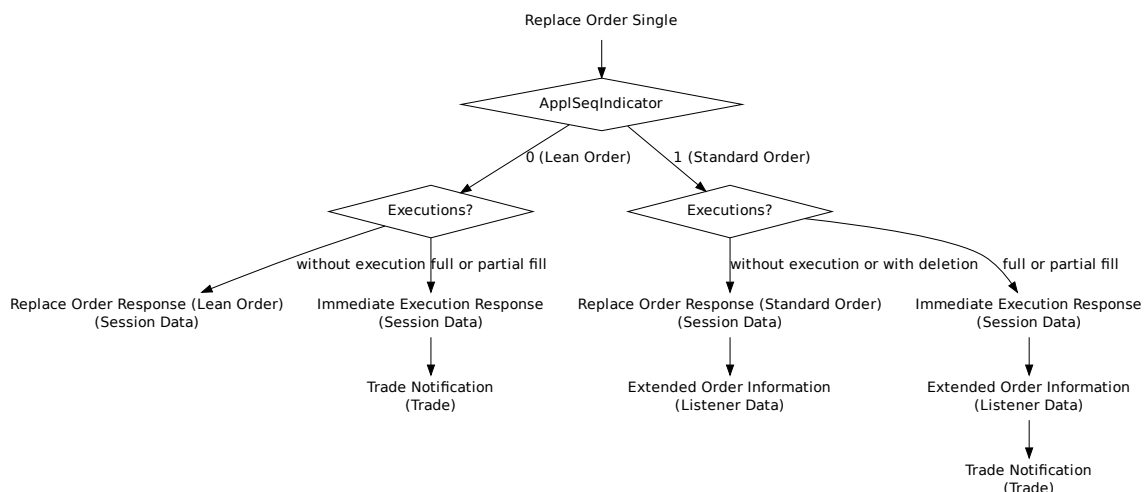 Replace Order Single
ApplSeqIndicator
0 (Lean Order)
1 (Standard Order)
Executions?
Executions?
without execution
full or partial fill
without execution or with deletion
full or partial fill
Replace Order Response (Lean Order)
(Session Data)
Immediate Execution Response
(Session Data)
Replace Order Response (Standard Order)
(Session Data)
Immediate Execution Response
(Session Data)
Trade Notification
(Trade)
Extended Order Information
(Listener Data)
Extended Order Information
(Listener Data)
Trade Notification
(Trade)